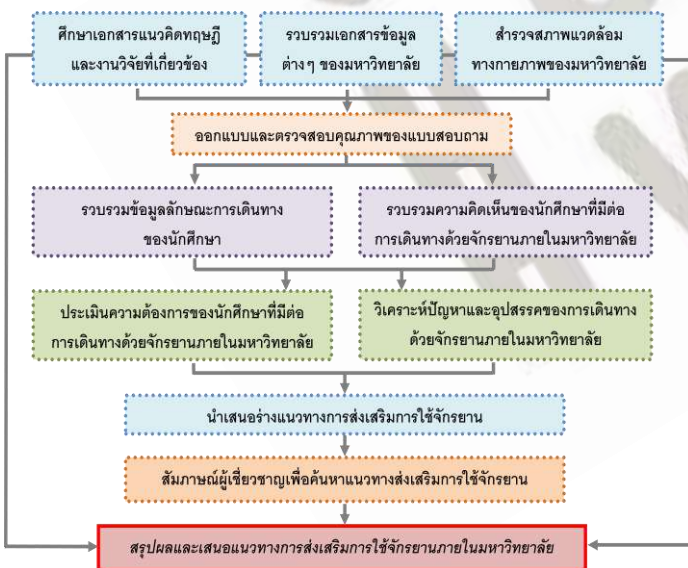 ศึกษาเอกสารแนวคิดทฤษฎี
และงานวิจัยที่เกี่ยวข้อง
รวบรวมเอกสารข้อมูล
ต่างๆ ของมหาวิทยาลัย
สำรวจสภาพแวดล้อม
ทางกายภาพของมหาวิทยาลัย
ออกแบบและตรวจสอบคุณภาพของแบบสอบถาม
รวบรวมข้อมูลลักษณะการเดินทาง
ของนักศึกษา
รวบรวมความคิดเห็นของนักศึกษาที่มีต่อ
การเดินทางด้วยจักรยานภายในมหาวิทยาลัย
ประเมินความต้องการของนักศึกษาที่มีต่อ
การเดินทางด้วยจักรยานภายในมหาวิทยาลัย
วิเคราะห์ปัญหาและอุปสรรคของการเดินทาง
ด้วยจักรยานภายในมหาวิทยาลัย
นำเสนอร่างแนวทางการส่งเสริมการใช้จักรยาน
สัมภาษณ์ผู้เชี่ยวชาญเพื่อค้นหาแนวทางส่งเสริมการใช้จักรยาน
สรุปผลและเสนอแนวทางการส่งเสริมการใช้จักรยานภายในมหาวิทยาลัย